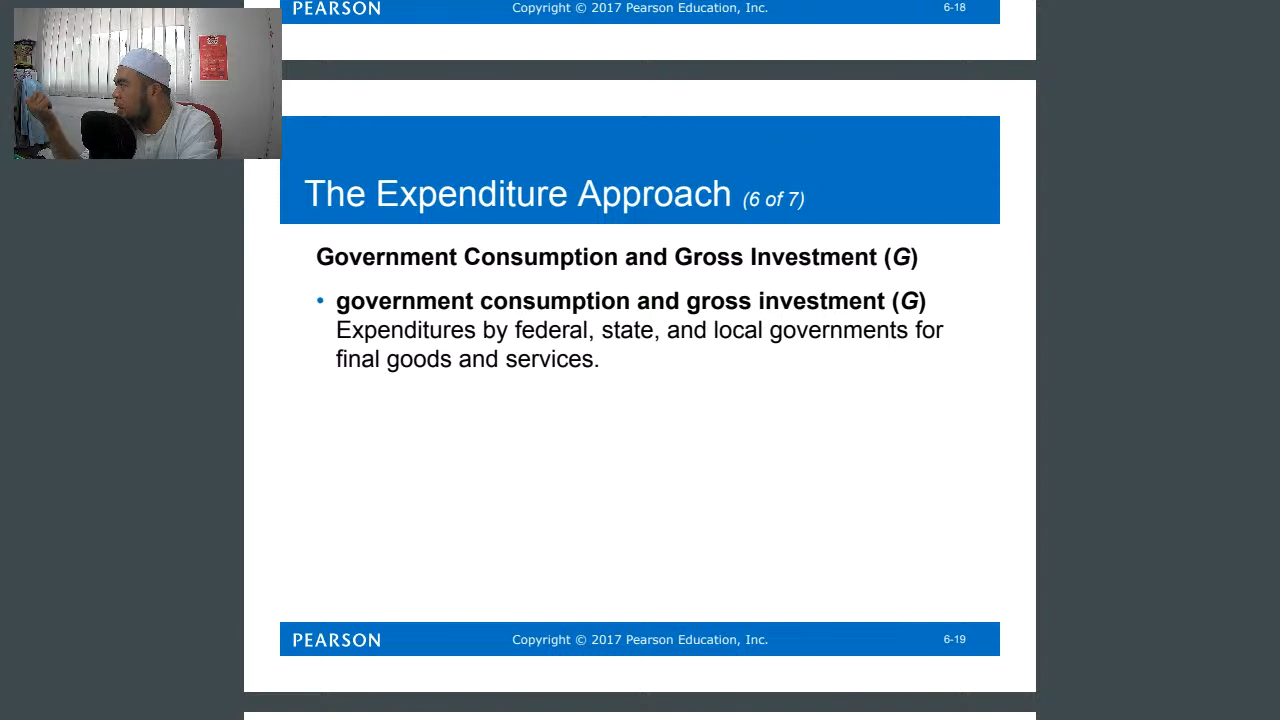 PEARSON Copyright © 2017 Pearson Education, Inc. 6-18
The Expenditure Approach (6 of 7)
Government Consumption and Gross Investment (G)
• government consumption and gross investment (G)
Expenditures by federal, state, and local governments for
final goods and services.
PEARSON Copyright © 2017 Pearson Education, Inc. 6-19